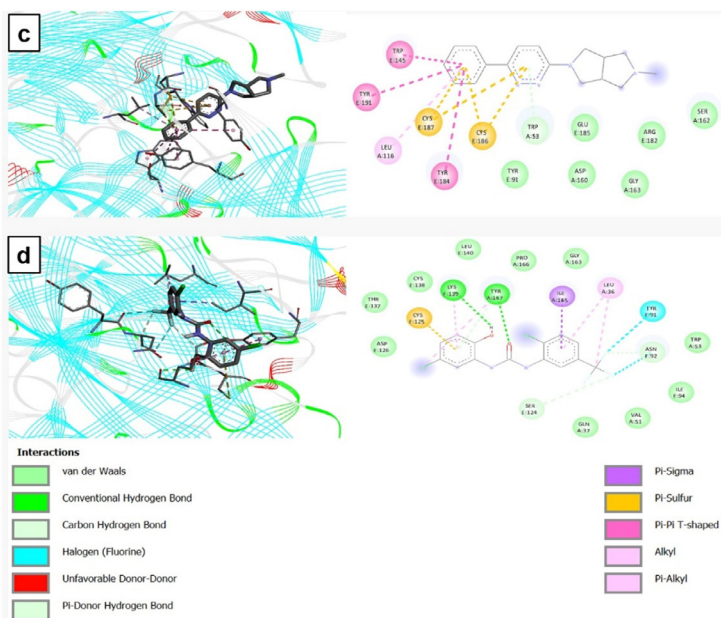 c
TRP
E:145
TYR
E:191
CYS
E:187
CYS
E:186
TRP
A:53
GLU
E:185
ARG
E:182
SER
A:162
LEU
A:116
TYR
E:184
TYR
E:91
ASP
A:160
GLY
A:163
d
LEU
E:140
PRO
A:166
GLY
A:163
CYS
E:138
LYS
E:139
TYR
A:167
ILE
A:165
LEU
A:36
TYR
E:91
THR
E:137
CYS
E:125
ASP
E:126
ASN
E:92
TRP
A:53
ILE
E:94
SER
E:124
GLN
A:37
VAL
A:51
Interactions
van der Waals
Conventional Hydrogen Bond
Carbon Hydrogen Bond
Halogen (Fluorine)
Unfavorable Donor-Donor
Pi-Donor Hydrogen Bond
Pi-Sigma
Pi-Sulfur
Pi-Pi T-shaped
Alkyl
Pi-Alkyl